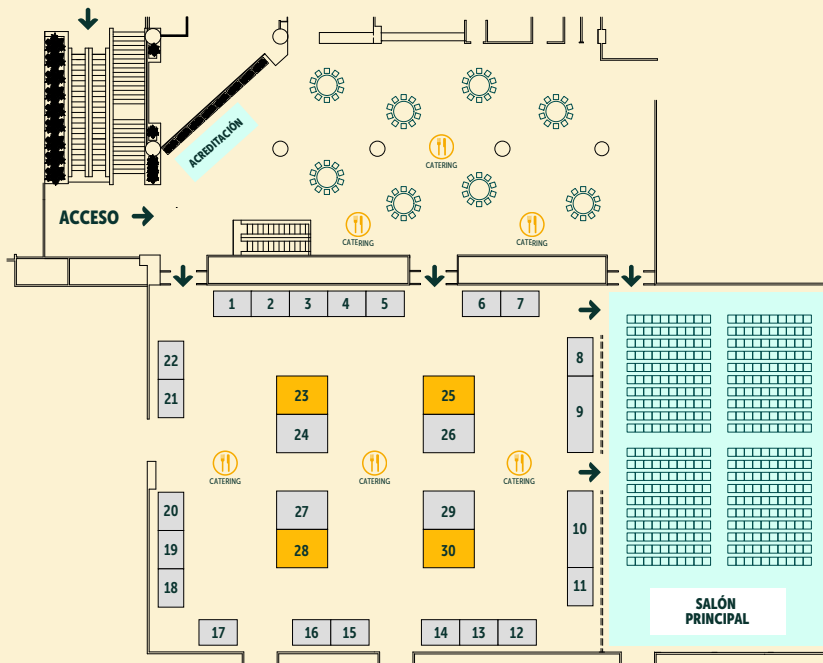 ACREDITACIÓN
CATERING
ACCESO
CATERING
CATERING
1 2 3 4 5 6 7
22
21
8
9
23
24
25
26
CATERING
CATERING
CATERING
20
19
18
27
28
29
30
10
11
17
16 15
14 13 12
SALÓN
PRINCIPAL